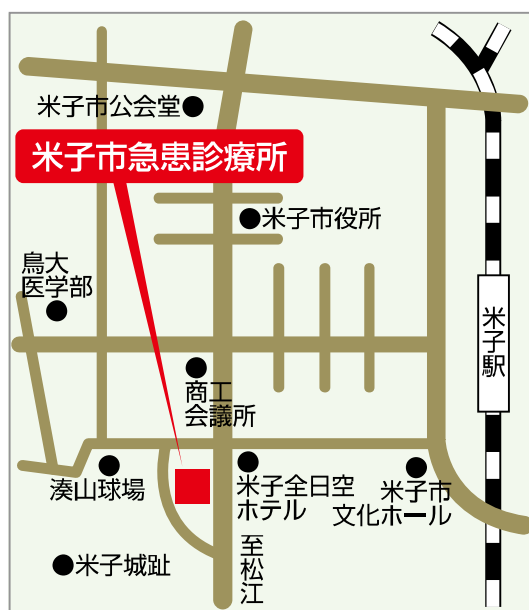 米子市公会堂
米子市急患診療所
米子市役所
鳥大
医学部
米子駅
商工
会議所
湊山球場
米子全日空
ホテル
米子市
文化ホール
至松江
米子城趾